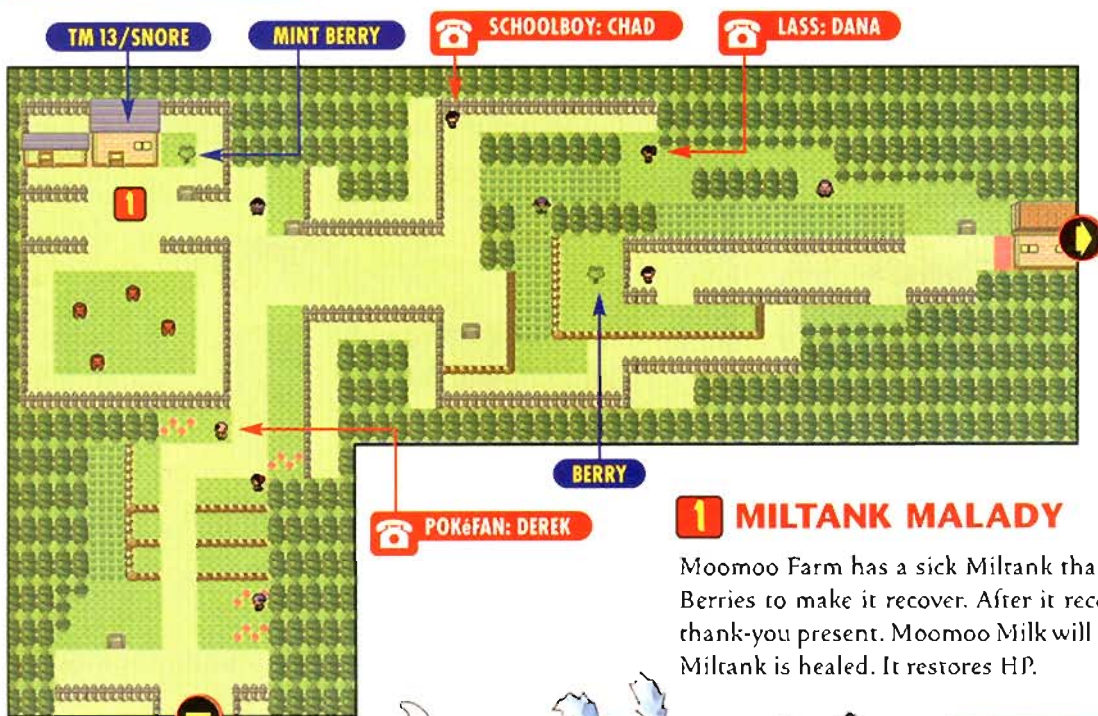 TM 13/SNORE
MINT BERRY
SCHOOLBOY: CHAD
LASS: DANA
1
BERRY
POKéFAN: DEREK
1 MILTANK MALADY
Moomoo Farm has a sick Miltank tha
Berries to make it recover. After it rec
thank-you present. Moomoo Milk will
Miltank is healed. It restores HP.